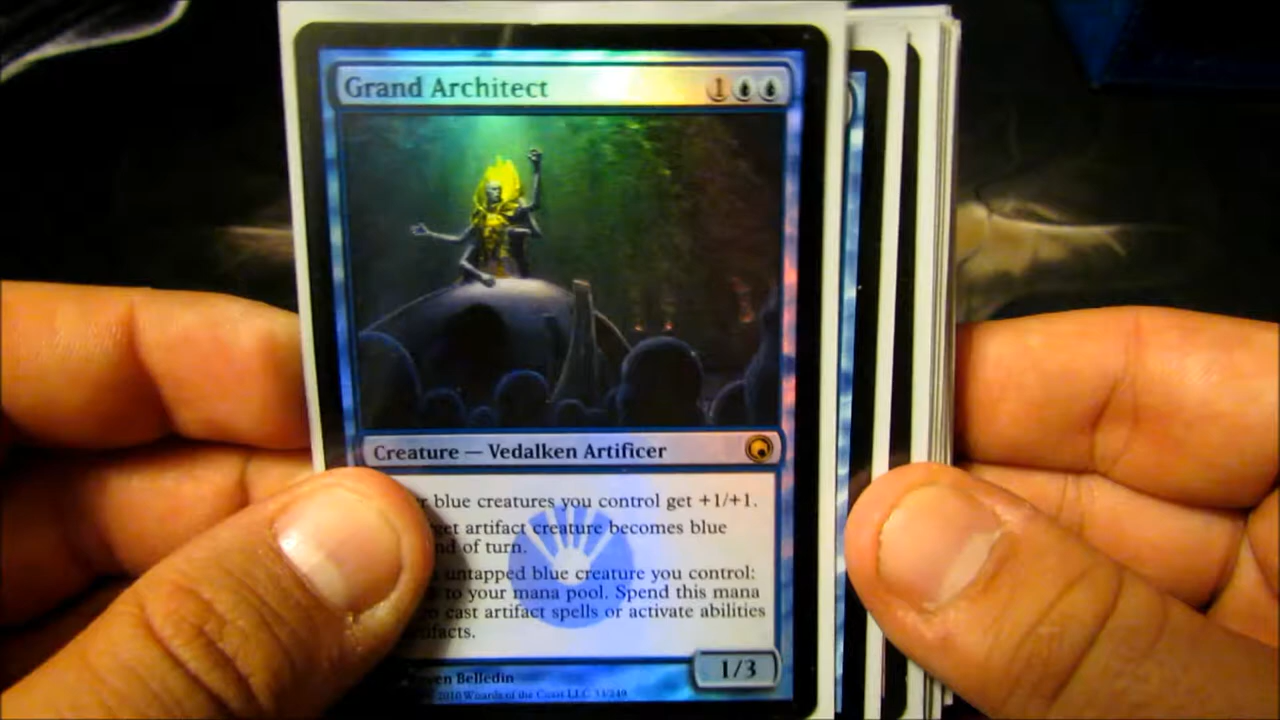 Grand Architect 1
Creature — Vedalken Artificer
blue creatures you control get +1/+1.
artifact creature becomes blue
of turn.
untapped blue creature you control:
to your mana pool. Spend this mana
cast artifact spells or activate abilities
1/3
Belledin
2010 Wizards of the Coast LLC